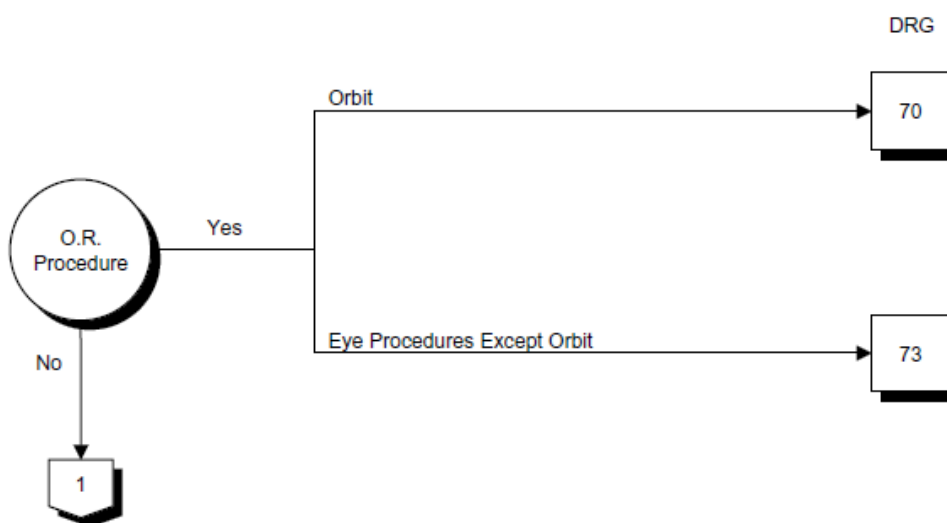 DRG
Orbit
70
Yes
O.R.
Procedure
Eye Procedures Except Orbit
73
No
1